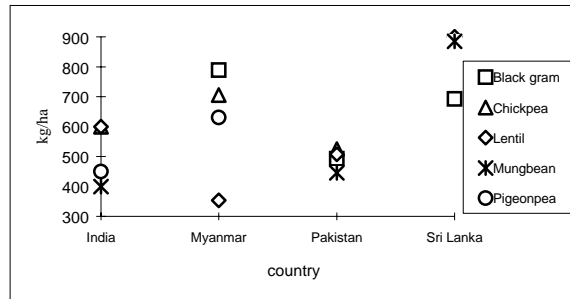 900
800
700
600
500
400
300
kg/ha
India
Myanmar
Pakistan
Sri Lanka
country
Black gram
Chickpea
Lentil
Mungbean
Pigeonpea